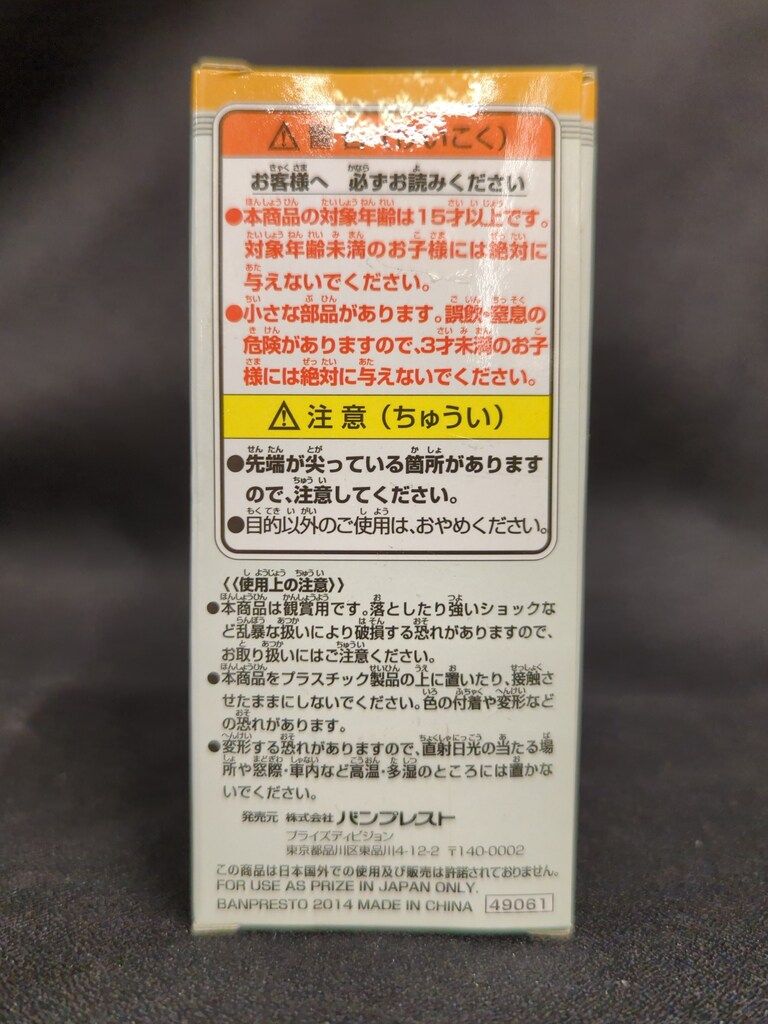 ⚠ 警告（けいこく）
お客様へ 必ずお読みください
●本商品の対象年齢は15才以上です。
対象年齢未満のお子様には絶対に
与えないでください。
●小さな部品があります。誤飲・窒息の
危険がありますので、3才未満のお子
様には絶対に与えないでください。
⚠ 注意（ちゅうい）
●先端が尖っている箇所があります
ので、注意してください。
●目的以外のご使用は、おやめください。
《使用上の注意》
●本商品は観賞用です。落としたり強いショックな
ど乱暴な扱いにより破損する恐れがありますので、
お取り扱いにはご注意ください。
●本商品をプラスチック製品の上に置いたり、接触さ
せたままにしないでください。色の付着や変形など
の恐れがあります。
●変形する恐れがありますので、直射日光の当たる場
所や窓際・車内など高温・多湿のところには置かな
いでください。
発売元 株式会社 バンプレスト
プライズディビジョン
東京都品川区東品川4-12-2 〒140-0002
この商品は日本国外での使用及び販売は許諾されておりません。
FOR USE AS PRIZE IN JAPAN ONLY.
BANPRESTO 2014 MADE IN CHINA 49061